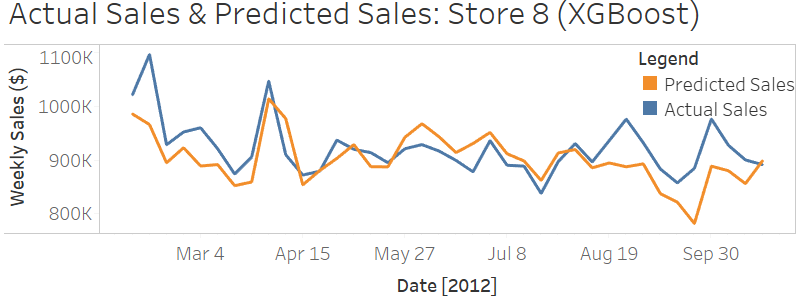 Actual Sales & Predicted Sales: Store 8 (XGBoost)
Weekly Sales ($)
1100K
1000K
900K
800K
Legend
Predicted Sales
Actual Sales
Mar 4 Apr 15 May 27 Jul 8 Aug 19 Sep 30
Date [2012]